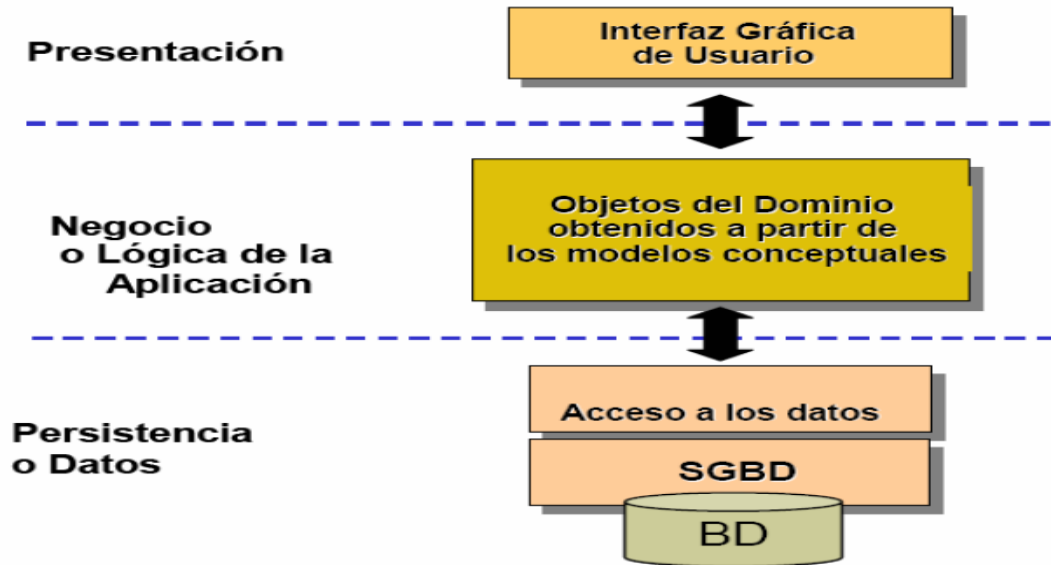 Presentación
Interfaz Gráfica
de Usuario
Negocio
o Lógica de la
Aplicación
Objetos del Dominio
obtenidos a partir de
los modelos conceptuales
Persistencia
o Datos
Acceso a los datos
SGBD
BD